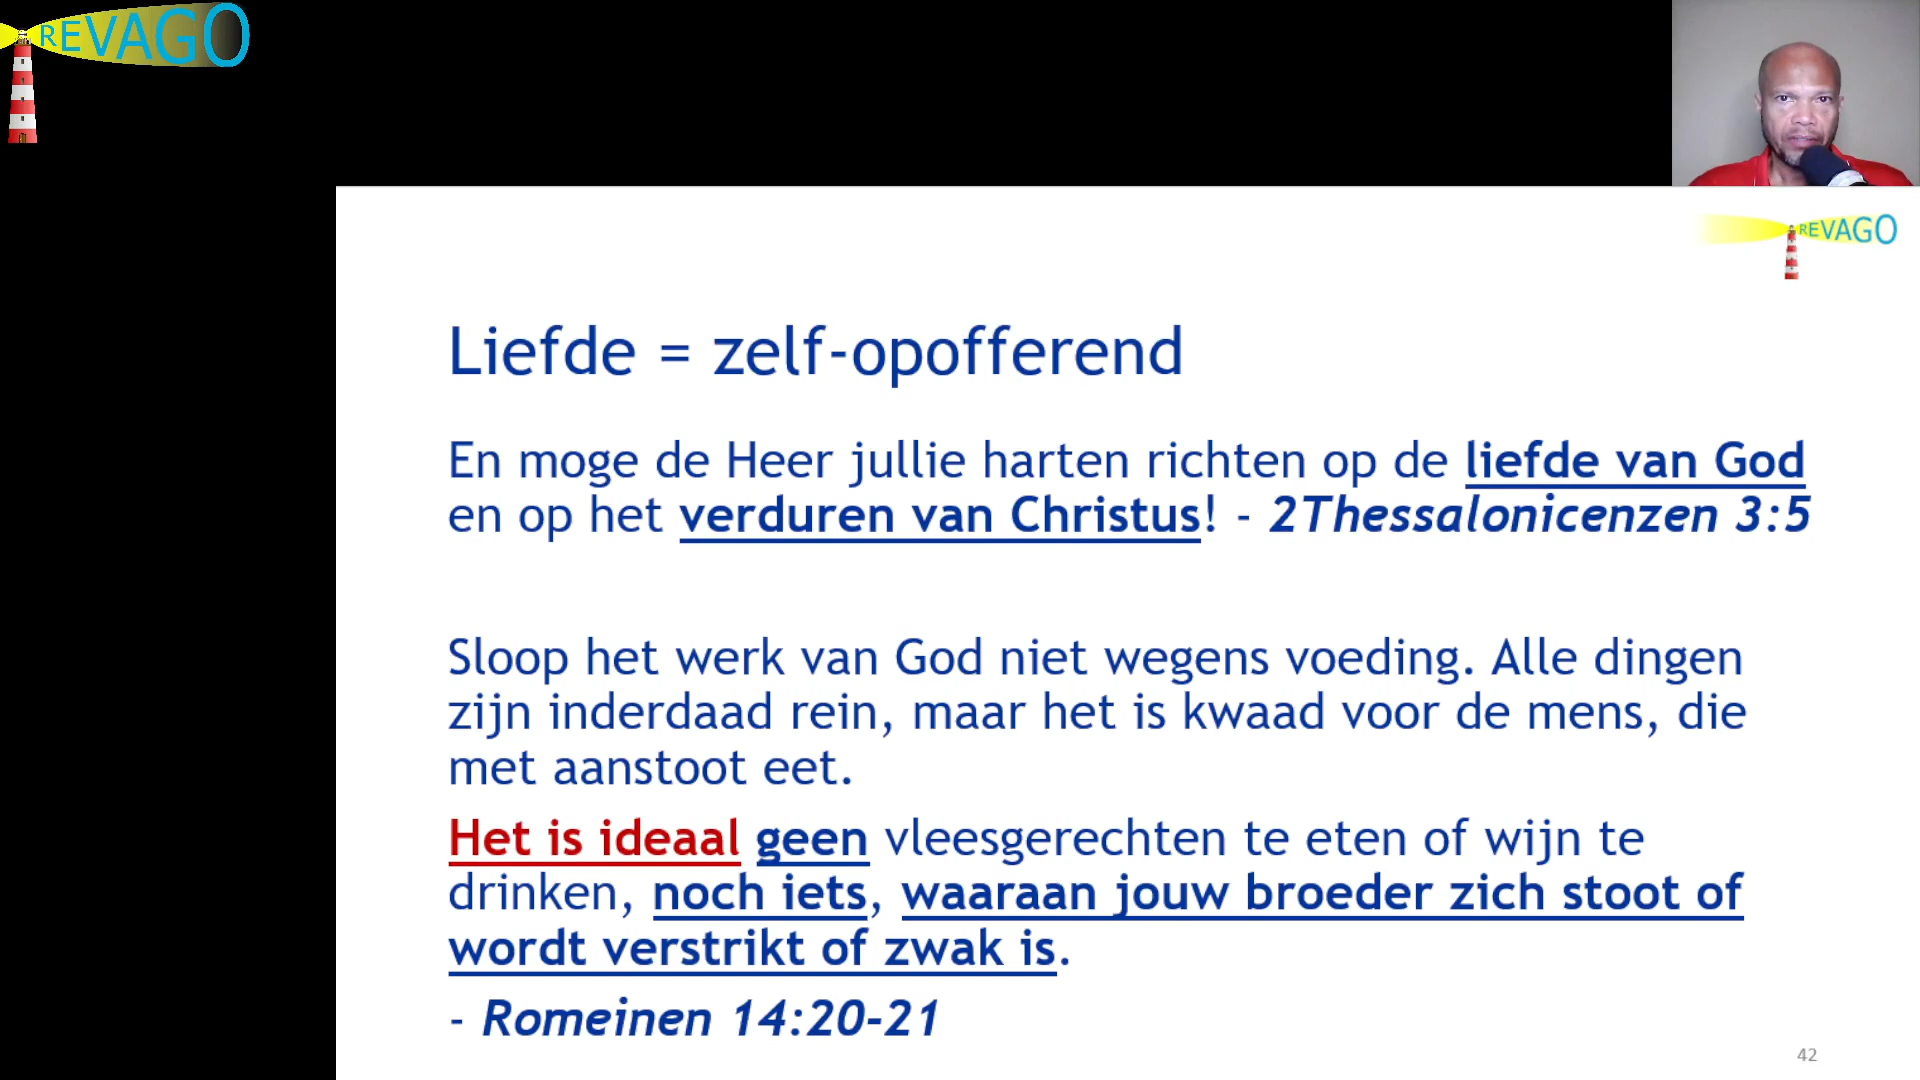 REVAGO
REVAGO
Liefde = zelf-opofferend
En moge de Heer jullie harten richten op de liefde van God
en op het verduren van Christus! - 2Thessalonicenzen 3:5
Sloop het werk van God niet wegens voeding. Alle dingen
zijn inderdaad rein, maar het is kwaad voor de mens, die
met aanstoot eet.
Het is ideaal geen vleesgerechten te eten of wijn te
drinken, noch iets, waaraan jouw broeder zich stoot of
wordt verstrikt of zwak is.
- Romeinen 14:20-21
42